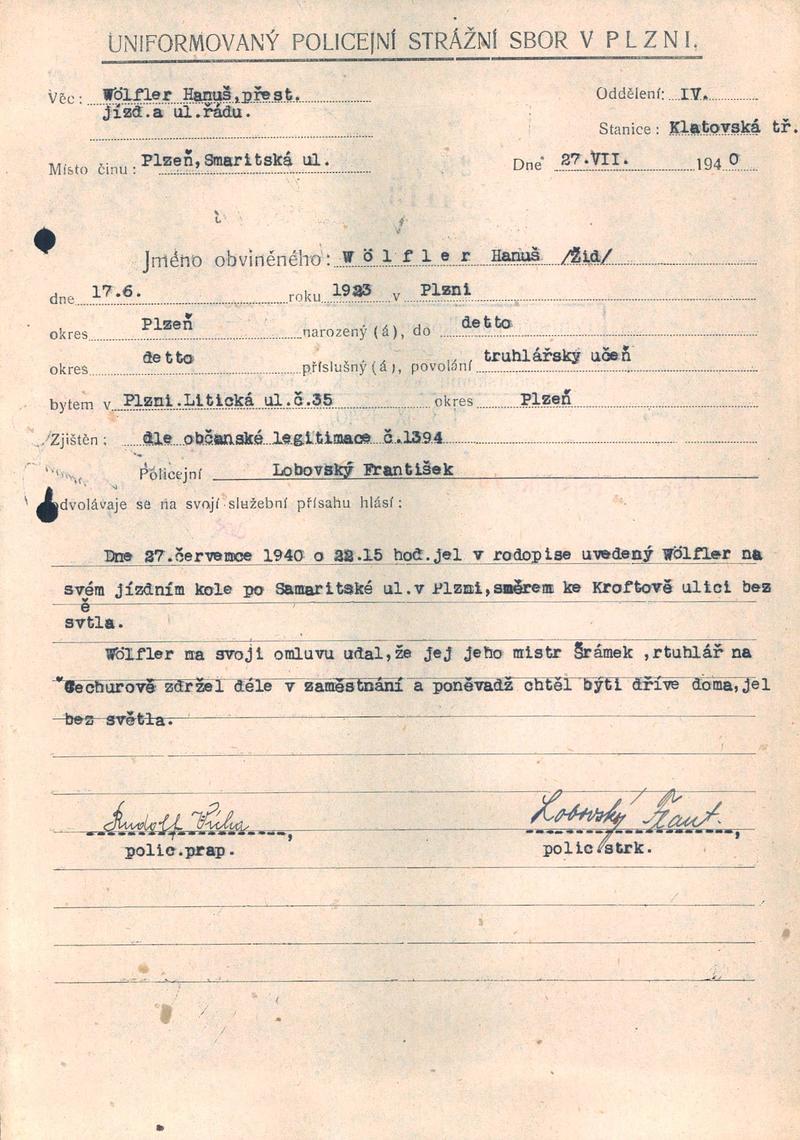 UNIFORMOVANÝ POLICEJNÍ STRÁŽNÍ SBOR V PLZNI.
Věc: Wölfler Hanuš,přest. Oddělení: IV.
jízd.a ul.řádu.
Stanice: Klatovská tř.
Místo činu: Plzeň,Smaritská ul. Dne 27.VII. 1940
Jméno obviněného: Wölfler Hanuš /Žid/
dne 17.6. roku 1923 v Plzni
okres Plzeň narozený (á), do detto
okres detto příslušný (á), povolání truhlářský učeň
bytem v Plzni.Litická ul.č.35 okres Plzeň
Zjištěn: dle občanské legitimace č.1394
Policejní Lobovský František
odvolávaje se na svojí služební přísahu hlásí:
Dne 27.července 1940 o 22.15 hod.jel v rodopise uvedený Wölfler na
svém jízdním kole po Samaritské ul.v Plzni,směrem ke Kroftově ulici bez
ě
svtla.
Wölfler na svoji omluvu udal,že jej jeho mistr Šrámek ,rtuhlář na
Čechurově zdržel déle v zaměstnání a poněvadž chtěl býti dříve doma,jel
bez světla.
Rudolf Lobovský Frant.
polic.prap. polic.strk.